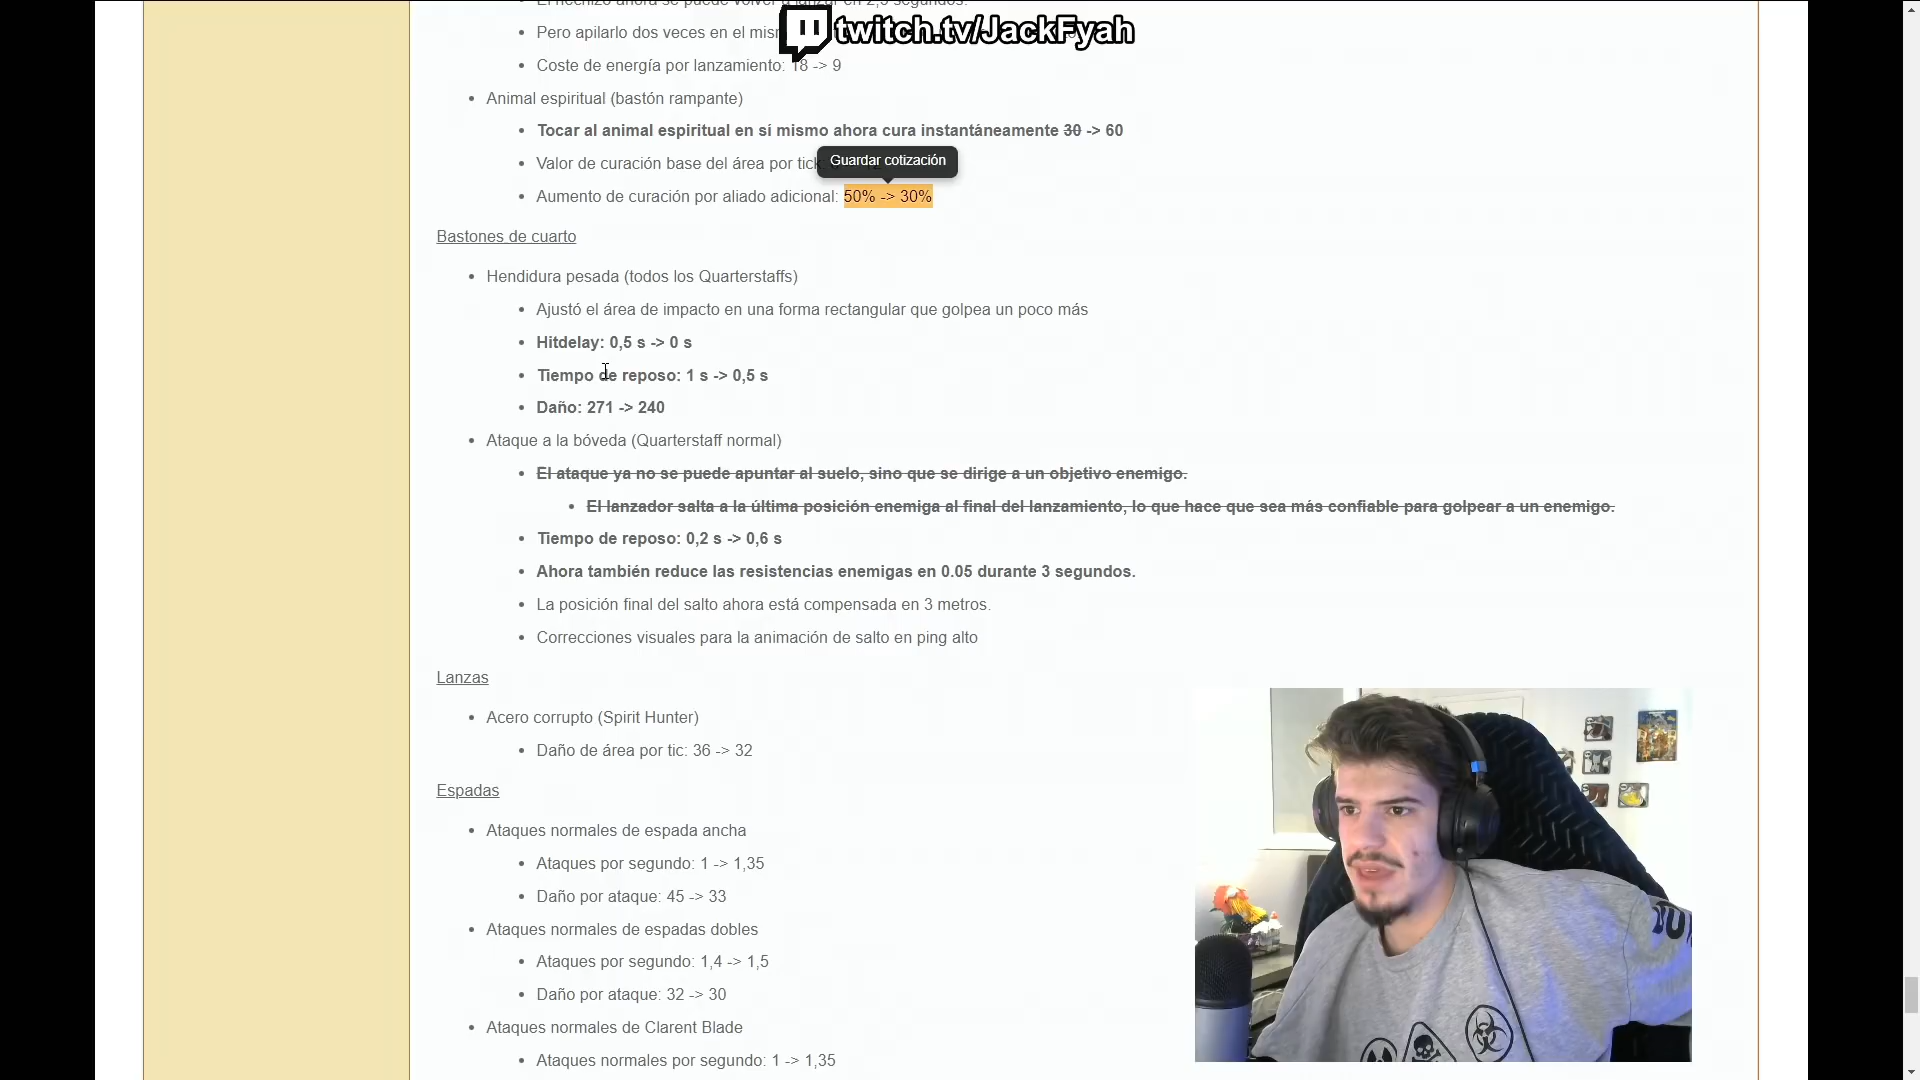 El hechizo ahora se puede volver a lanzar en 2,5 segundos.
twitch.tv/JackFyah
Pero apilarlo dos veces en el
Coste de energía por lanzamiento: 18 -> 9
Animal espiritual (bastón rampante)
Tocar al animal espiritual en sí mismo ahora cura instantáneamente 30 -> 60
Guardar cotización
Valor de curación base del área por tick
Aumento de curación por aliado adicional: 50% -> 30%
Bastones de cuarto
Hendidura pesada (todos los Quarterstaffs)
Ajustó el área de impacto en una forma rectangular que golpea un poco más
Hitdelay: 0,5 s -> 0 s
Tiempo de reposo: 1 s -> 0,5 s
Daño: 271 -> 240
Ataque a la bóveda (Quarterstaff normal)
El ataque ya no se puede apuntar al suelo, sino que se dirige a un objetivo enemigo.
El lanzador salta a la última posición enemiga al final del lanzamiento, lo que hace que sea más confiable para golpear a un enemigo.
Tiempo de reposo: 0,2 s -> 0,6 s
Ahora también reduce las resistencias enemigas en 0.05 durante 3 segundos.
La posición final del salto ahora está compensada en 3 metros.
Correcciones visuales para la animación de salto en ping alto
Lanzas
Acero corrupto (Spirit Hunter)
Daño de área por tic: 36 -> 32
Espadas
Ataques normales de espada ancha
Ataques por segundo: 1 -> 1,35
Daño por ataque: 45 -> 33
Ataques normales de espadas dobles
Ataques por segundo: 1,4 -> 1,5
Daño por ataque: 32 -> 30
Ataques normales de Clarent Blade
Ataques normales por segundo: 1 -> 1,35